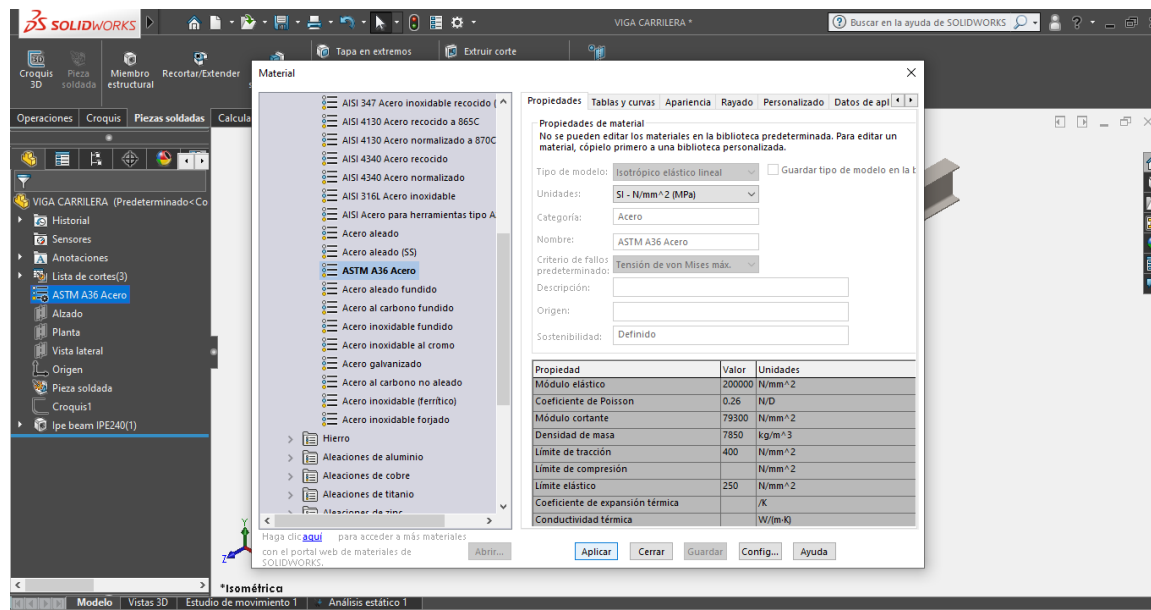 SOLIDWORKS
VIGA CARRILERA *
Buscar en la ayuda de SOLIDWORKS
Croquis 3D
Pieza soldada
Miembro estructural
Recortar/Extender
Tapa en extremos
Extruir corte
Operaciones
Croquis
Piezas soldadas
Calcula
VIGA CARRILERA (Predeterminado<Co
Historial
Sensores
Anotaciones
Lista de cortes(3)
ASTM A36 Acero
Alzado
Planta
Vista lateral
Origen
Pieza soldada
Croquis1
Ipe beam IPE240(1)
Material
AISI 347 Acero inoxidable recocido (
AISI 4130 Acero recocido a 865C
AISI 4130 Acero normalizado a 870C
AISI 4340 Acero recocido
AISI 4340 Acero normalizado
AISI 316L Acero inoxidable
AISI Acero para herramientas tipo A
Acero aleado
Acero aleado (SS)
ASTM A36 Acero
Acero aleado fundido
Acero al carbono fundido
Acero inoxidable fundido
Acero inoxidable al cromo
Acero galvanizado
Acero al carbono no aleado
Acero inoxidable (ferrítico)
Acero inoxidable forjado
Hierro
Aleaciones de aluminio
Aleaciones de cobre
Aleaciones de titanio
Aleaciones de zinc
Haga clic aquí para acceder a más materiales
con el portal web de materiales de
SOLIDWORKS.
Abrir...
Propiedades
Tablas y curvas
Apariencia
Rayado
Personalizado
Datos de apl
Propiedades de material
No se pueden editar los materiales en la biblioteca predeterminada. Para editar un
material, cópielo primero a una biblioteca personalizada.
Tipo de modelo: Isotrópico elástico lineal
Guardar tipo de modelo en la b
Unidades: SI - N/mm^2 (MPa)
Categoría: Acero
Nombre: ASTM A36 Acero
Criterio de fallos
predeterminado: Tensión de von Mises máx.
Descripción:
Origen:
Sostenibilidad: Definido
Propiedad Valor Unidades
Módulo elástico 200000 N/mm^2
Coeficiente de Poisson 0.26 N/D
Módulo cortante 79300 N/mm^2
Densidad de masa 7850 kg/m^3
Límite de tracción 400 N/mm^2
Límite de compresión N/mm^2
Límite elástico 250 N/mm^2
Coeficiente de expansión térmica /K
Conductividad térmica W/(m·K)
Aplicar
Cerrar
Guardar
Config...
Ayuda
Y
Z
*Isométrica
Modelo
Vistas 3D
Estudio de movimiento 1
Análisis estático 1